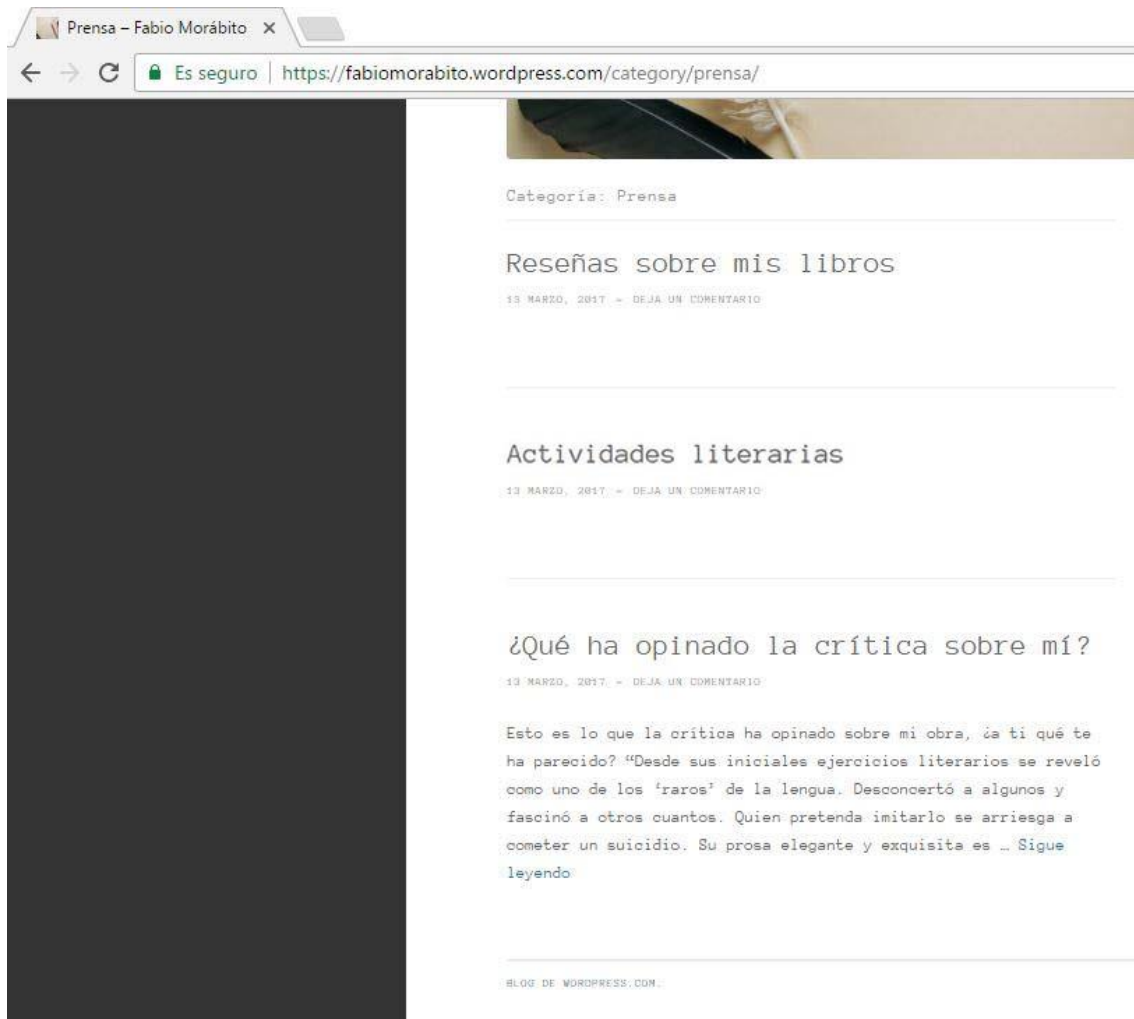 Prensa – Fabio Morábito
Es seguro | https://fabiomorabito.wordpress.com/category/prensa/
Categoría: Prensa
Reseñas sobre mis libros
13 MARZO, 2017 ~ DEJA UN COMENTARIO
Actividades literarias
13 MARZO, 2017 ~ DEJA UN COMENTARIO
¿Qué ha opinado la crítica sobre mí?
13 MARZO, 2017 ~ DEJA UN COMENTARIO
Esto es lo que la crítica ha opinado sobre mi obra, ¿a ti qué te
ha parecido? “Desde sus iniciales ejercicios literarios se reveló
como uno de los ‘raros’ de la lengua. Desconcertó a algunos y
fascinó a otros cuantos. Quien pretenda imitarlo se arriesga a
cometer un suicidio. Su prosa elegante y exquisita es … Sigue
leyendo
BLOG DE WORDPRESS.COM.